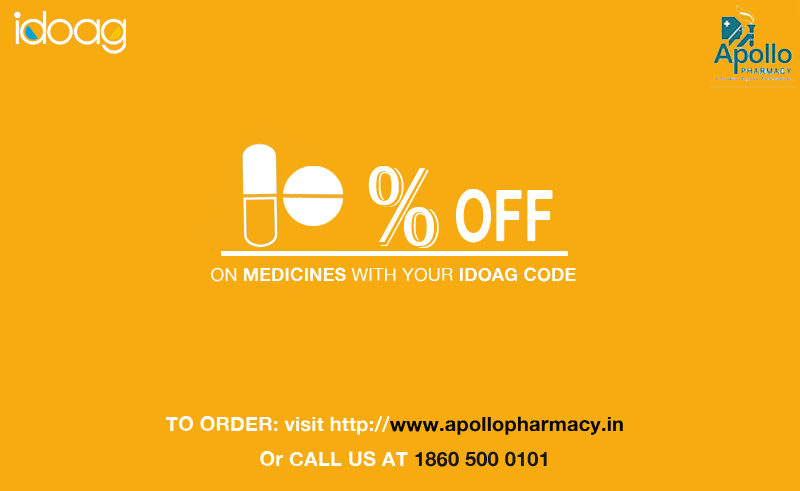 idoag
Apollo
PHARMACY
10 % OFF
ON MEDICINES WITH YOUR IDOAG CODE
TO ORDER: visit http://www.apollopharmacy.in
Or CALL US AT 1860 500 0101